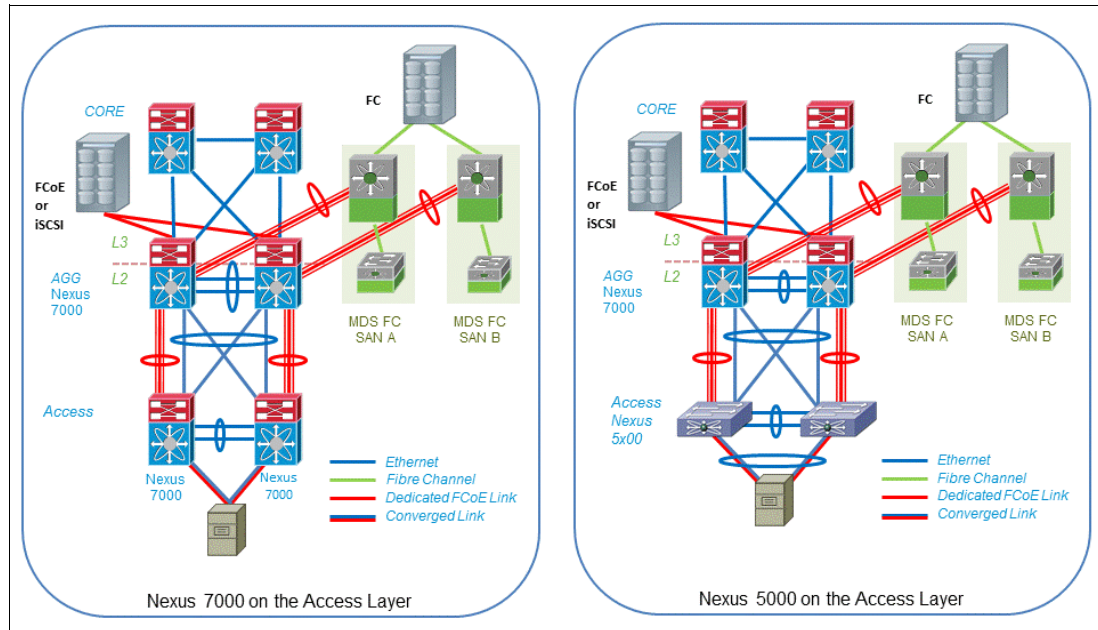 CORE
FC
FCoE
or
iSCSI
L3
L2
AGG
Nexus
7000
MDS FC
SAN A
MDS FC
SAN B
Access
Nexus
7000
Nexus
7000
Ethernet
Fibre Channel
Dedicated FCoE Link
Converged Link
Nexus 7000 on the Access Layer
CORE
FC
FCoE
or
iSCSI
L3
L2
AGG
Nexus
7000
MDS FC
SAN A
MDS FC
SAN B
Access
Nexus
5x00
Ethernet
Fibre Channel
Dedicated FCoE Link
Converged Link
Nexus 5000 on the Access Layer